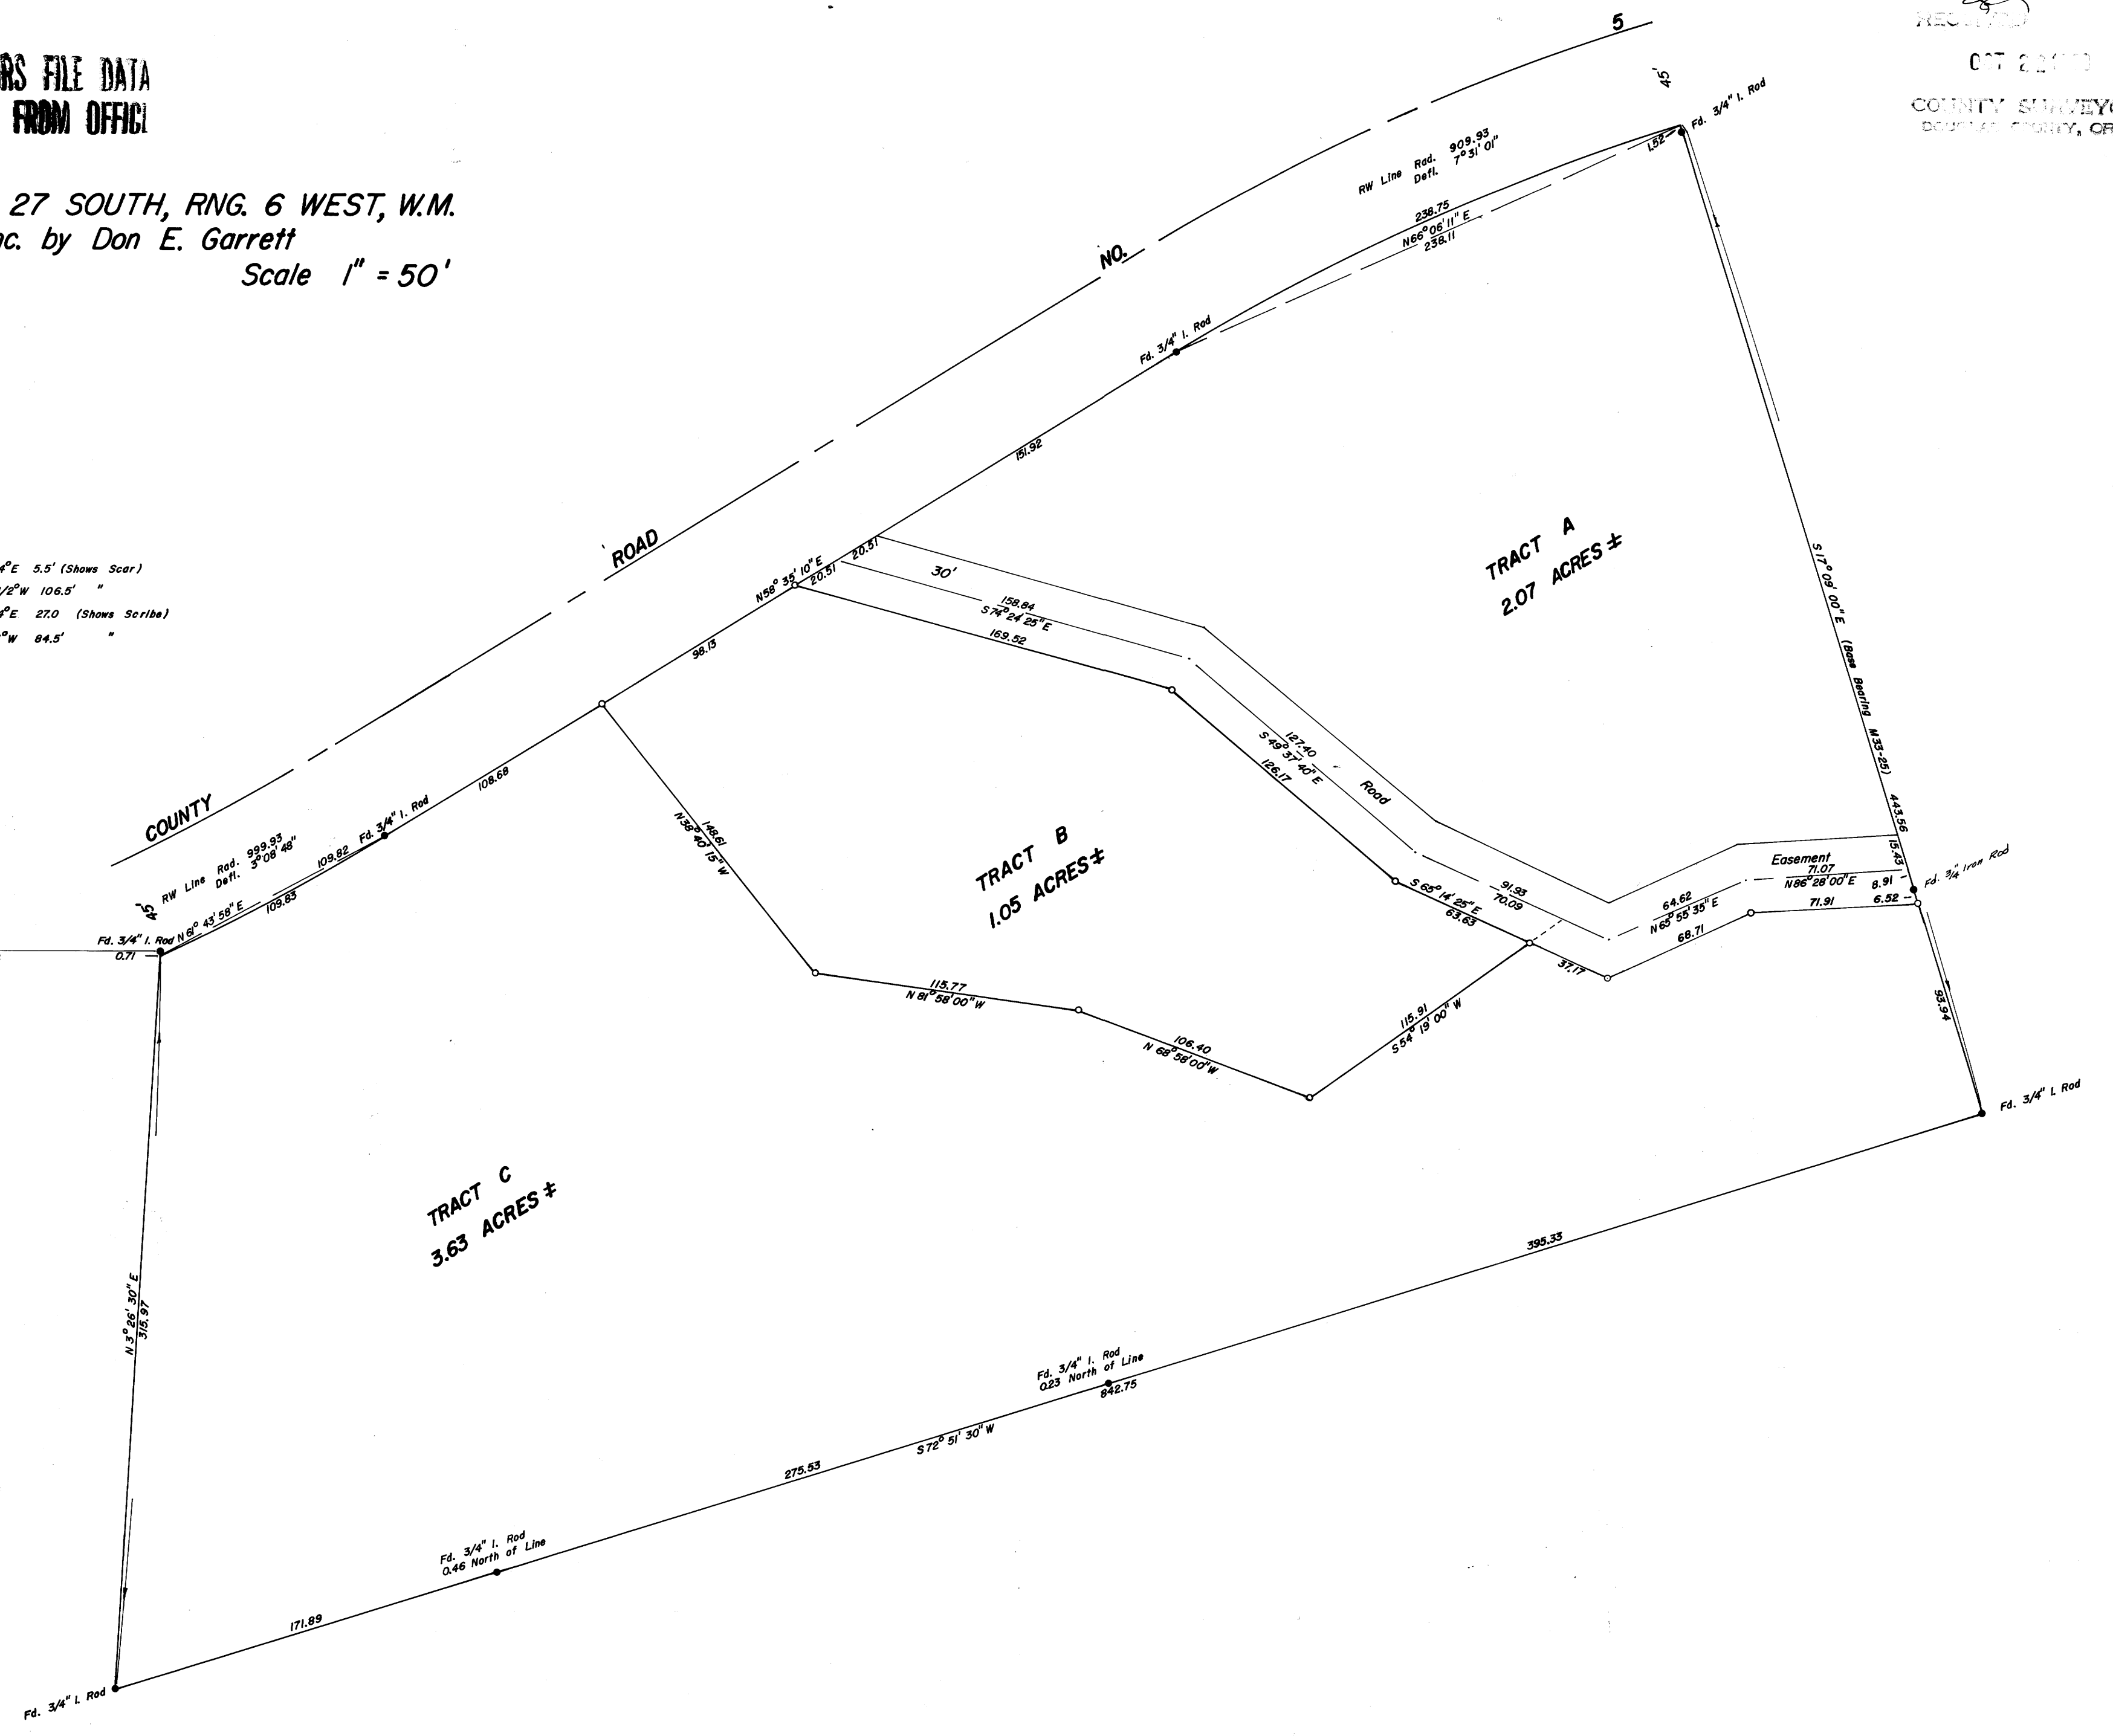 RS FILE DATA
FROM OFFICE
27 SOUTH, RNG. 6 WEST, W.M.
nc. by Don E. Garrett
Scale 1" = 50'
4°E 5.5' (Shows Scar)
1/2°W 106.5' "
4°E 27.0 (Shows Scribe)
°W 84.5' "
OCT 22
COUNTY SURVEYO
DOUGLAS COUNTY, OR
5
45'
Fd. 3/4" I. Rod
1.52
RW Line Rad. 909.93
Defl. 7°31'01"
238.75
N66°06'11"E
238.11
NO.
Fd. 3/4" I. Rod
151.92
ROAD
N58°35'10"E
20.51
20.51
30'
158.84
S74°24'25"E
169.52
TRACT A
2.07 ACRES ±
S17°09'00"E (Base Bearing M33-25) 443.56
98.13
127.40
S49°37'40"E
126.17
Road
COUNTY
108.68
Fd. 3/4" I. Rod
RW Line Rad. 999.93
Defl. 3°08'48"
109.82
N61°43'58"E
109.83
45'
Fd. 3/4" I. Rod
0.71
148.61
N38°40'15"W
TRACT B
1.05 ACRES ±
S65°14'25"E
63.63
91.93
70.09
64.62
N65°55'35"E
68.71
Easement
71.07
N86°28'00"E
71.91
15.43
8.91
6.52
Fd. 3/4" Iron Rod
37.17
93.94
115.77
N81°58'00"W
106.40
N68°58'00"W
115.91
S54°19'00"W
Fd. 3/4" I. Rod
TRACT C
3.63 ACRES ±
N3°26'30"E
315.97
395.33
Fd. 3/4" I. Rod
0.23 North of Line
842.75
S72°51'30"W
275.53
Fd. 3/4" I. Rod
0.46 North of Line
171.89
Fd. 3/4" I. Rod